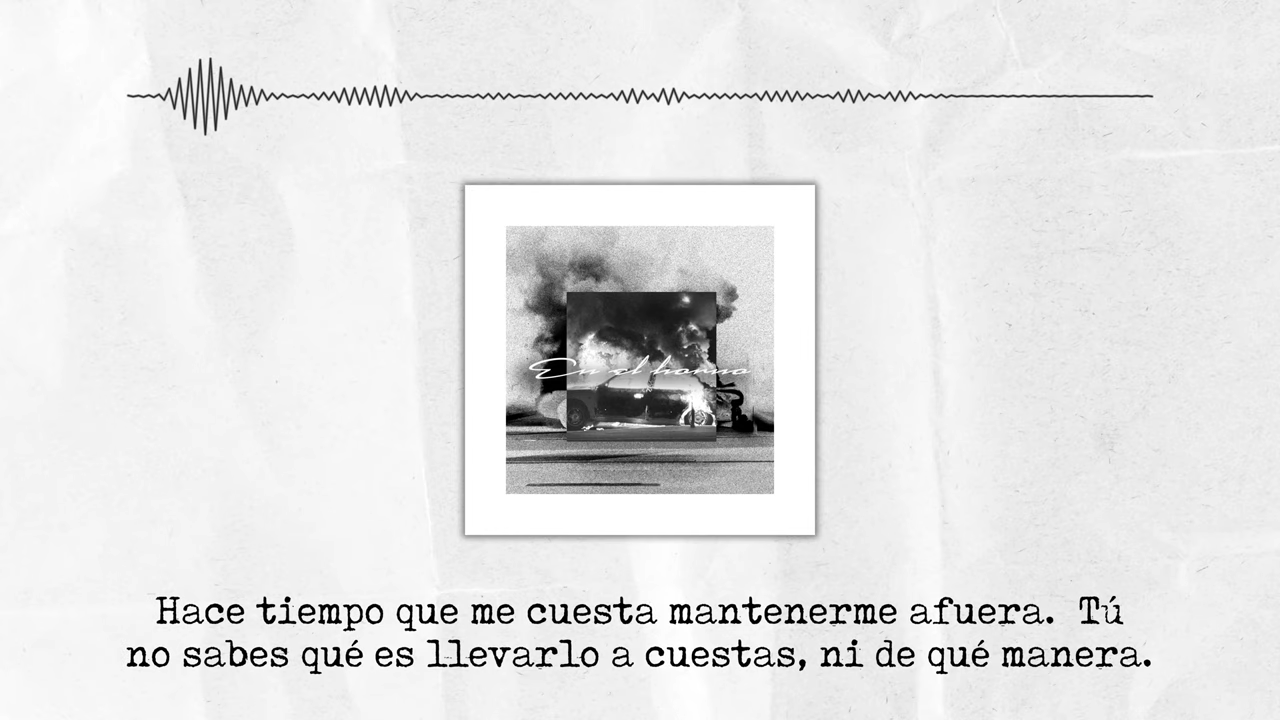 En el horno
Hace tiempo que me cuesta mantenerme afuera.  Tú
no sabes qué es llevarlo a cuestas, ni de qué manera.